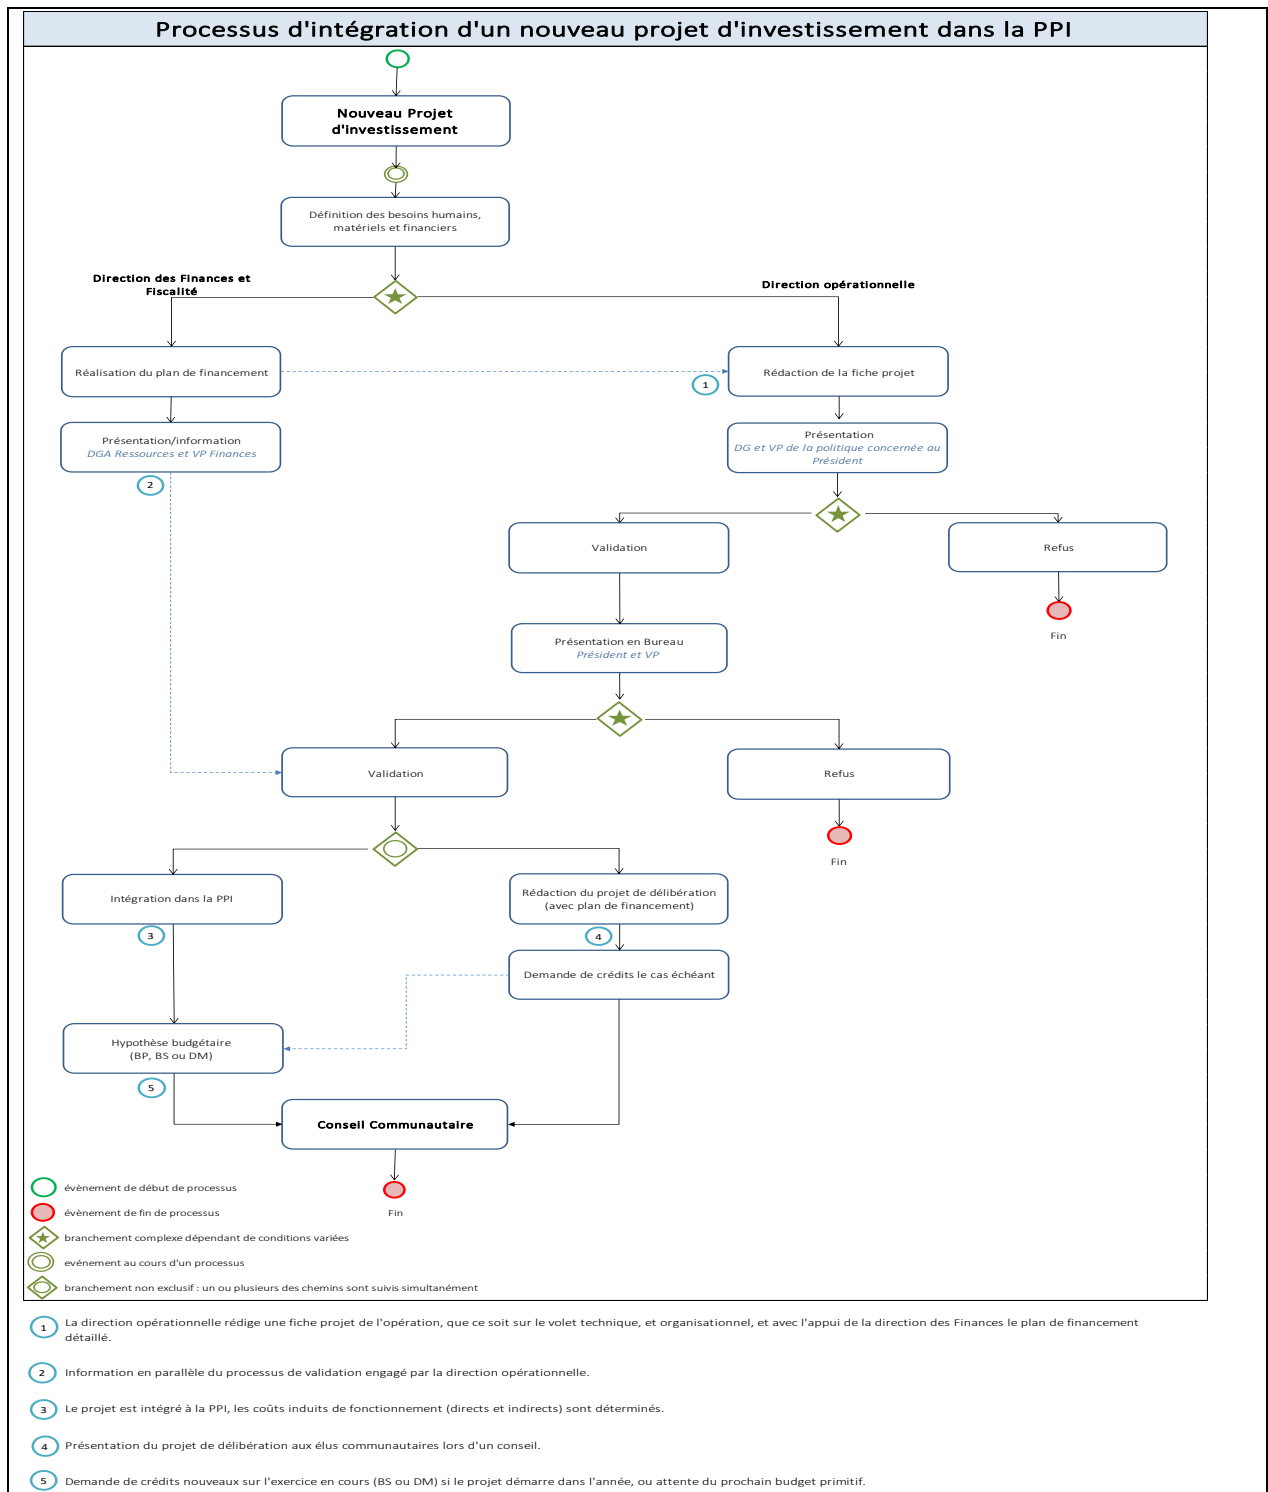 Processus d'intégration d'un nouveau projet d'investissement dans la PPI
Nouveau Projet
d'investissement
Définition des besoins humains,
matériels et financiers
Direction des Finances et
Fiscalité
Direction opérationnelle
Réalisation du plan de financement
1
Rédaction de la fiche projet
Présentation/information
DGA Ressources et VP Finances
2
Présentation
DG et VP de la politique concernée au
Président
Validation
Refus
Fin
Présentation en Bureau
Président et VP
Validation
Refus
Fin
Intégration dans la PPI
3
Rédaction du projet de délibération
(avec plan de financement)
4
Demande de crédits le cas échéant
Hypothèse budgétaire
(BP, BS ou DM)
5
Conseil Communautaire
Fin
évènement de début de processus
évènement de fin de processus
branchement complexe dépendant de conditions variées
evénement au cours d'un processus
branchement non exclusif : un ou plusieurs des chemins sont suivis simultanément
1 La direction opérationnelle rédige une fiche projet de l'opération, que ce soit sur le volet technique, et organisationnel, et avec l'appui de la direction des Finances le plan de financement
détaillé.
2 Information en parallèle du processus de validation engagé par la direction opérationnelle.
3 Le projet est intégré à la PPI, les coûts induits de fonctionnement (directs et indirects) sont déterminés.
4 Présentation du projet de délibération aux élus communautaires lors d'un conseil.
5 Demande de crédits nouveaux sur l'exercice en cours (BS ou DM) si le projet démarre dans l'année, ou attente du prochain budget primitif.